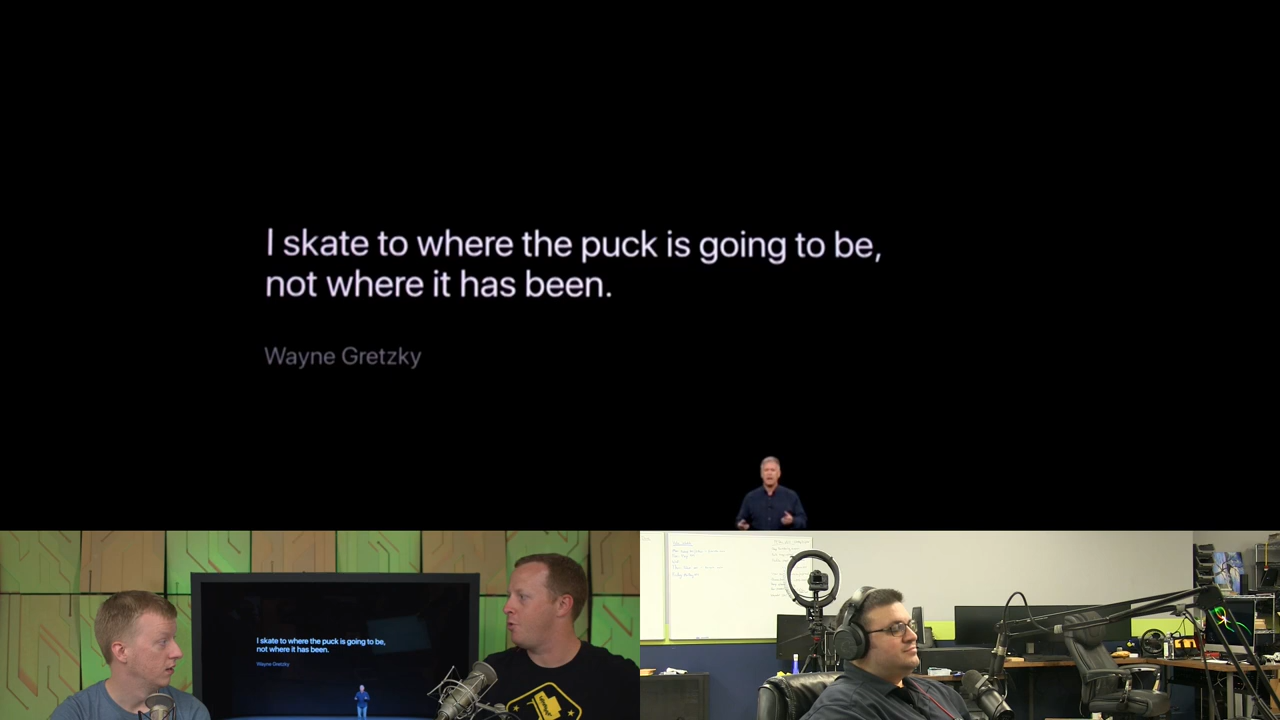 I skate to where the puck is going to be,
not where it has been.
Wayne Gretzky
I skate to where the puck is going to be,
not where it has been.
Wayne Gretzky